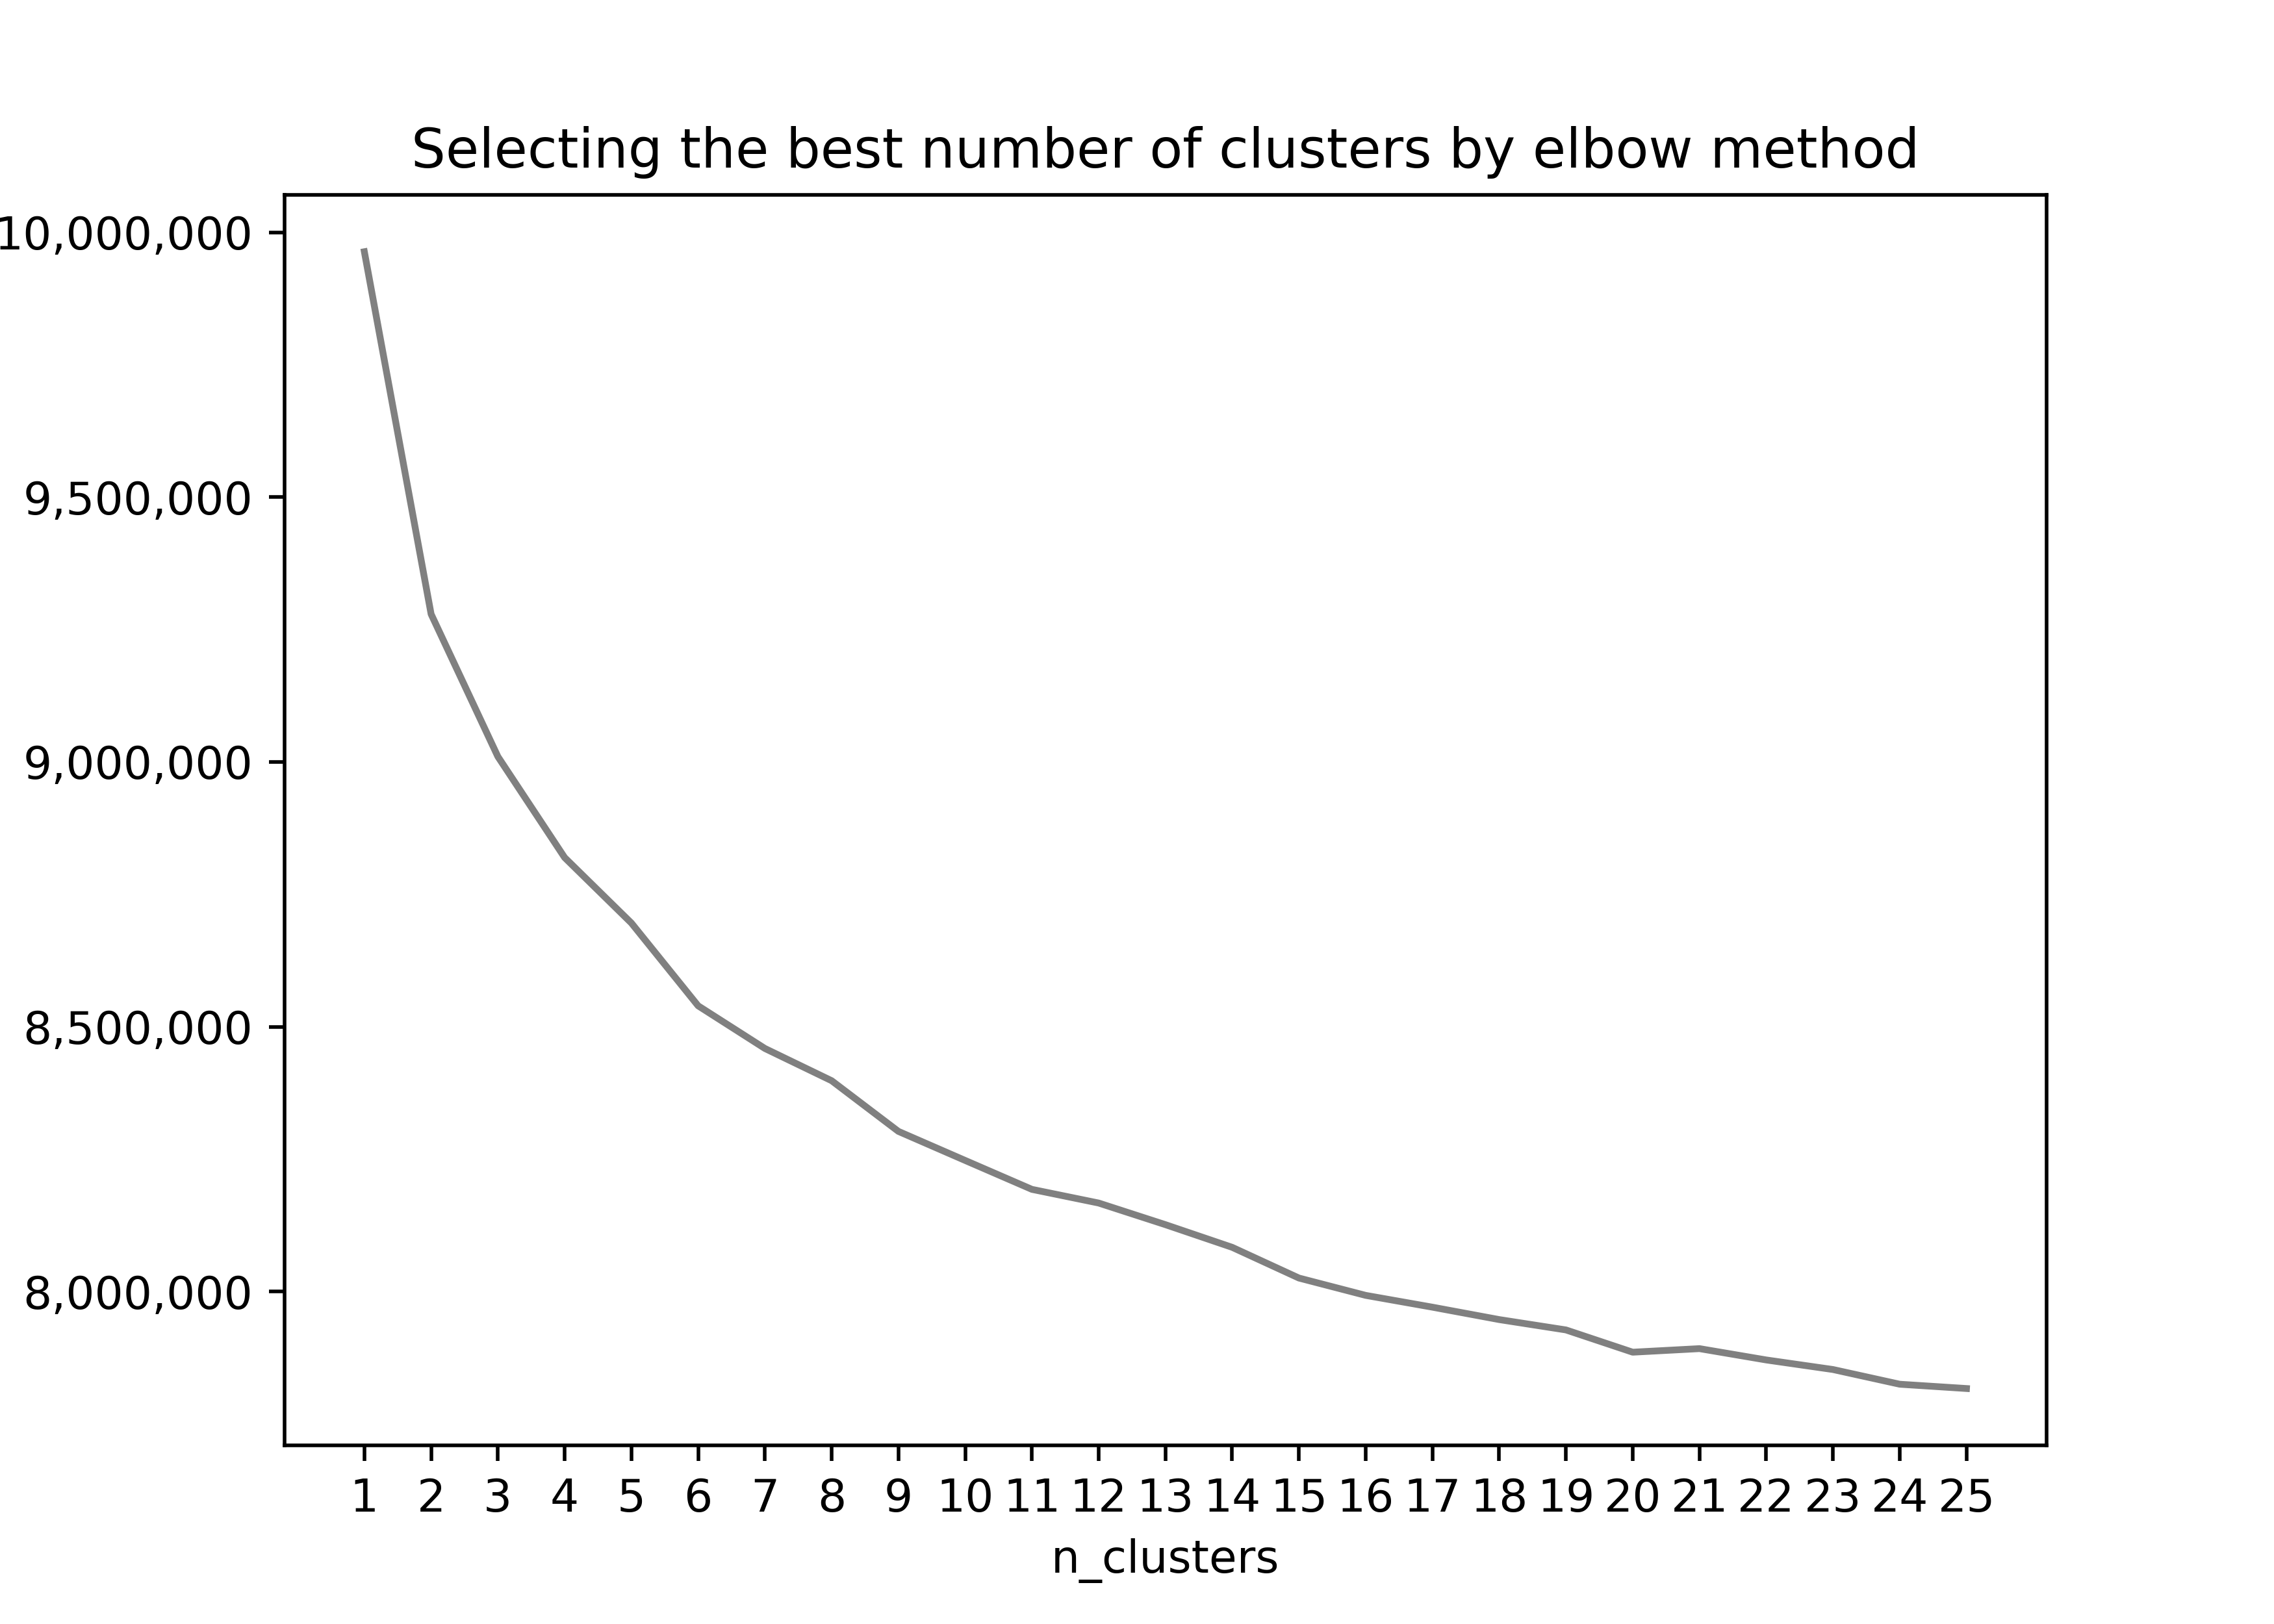 Selecting the best number of clusters by elbow method
10,000,000
9,500,000
9,000,000
8,500,000
8,000,000
1 2 3 4 5 6 7 8 9 10 11 12 13 14 15 16 17 18 19 20 21 22 23 24 25
n_clusters